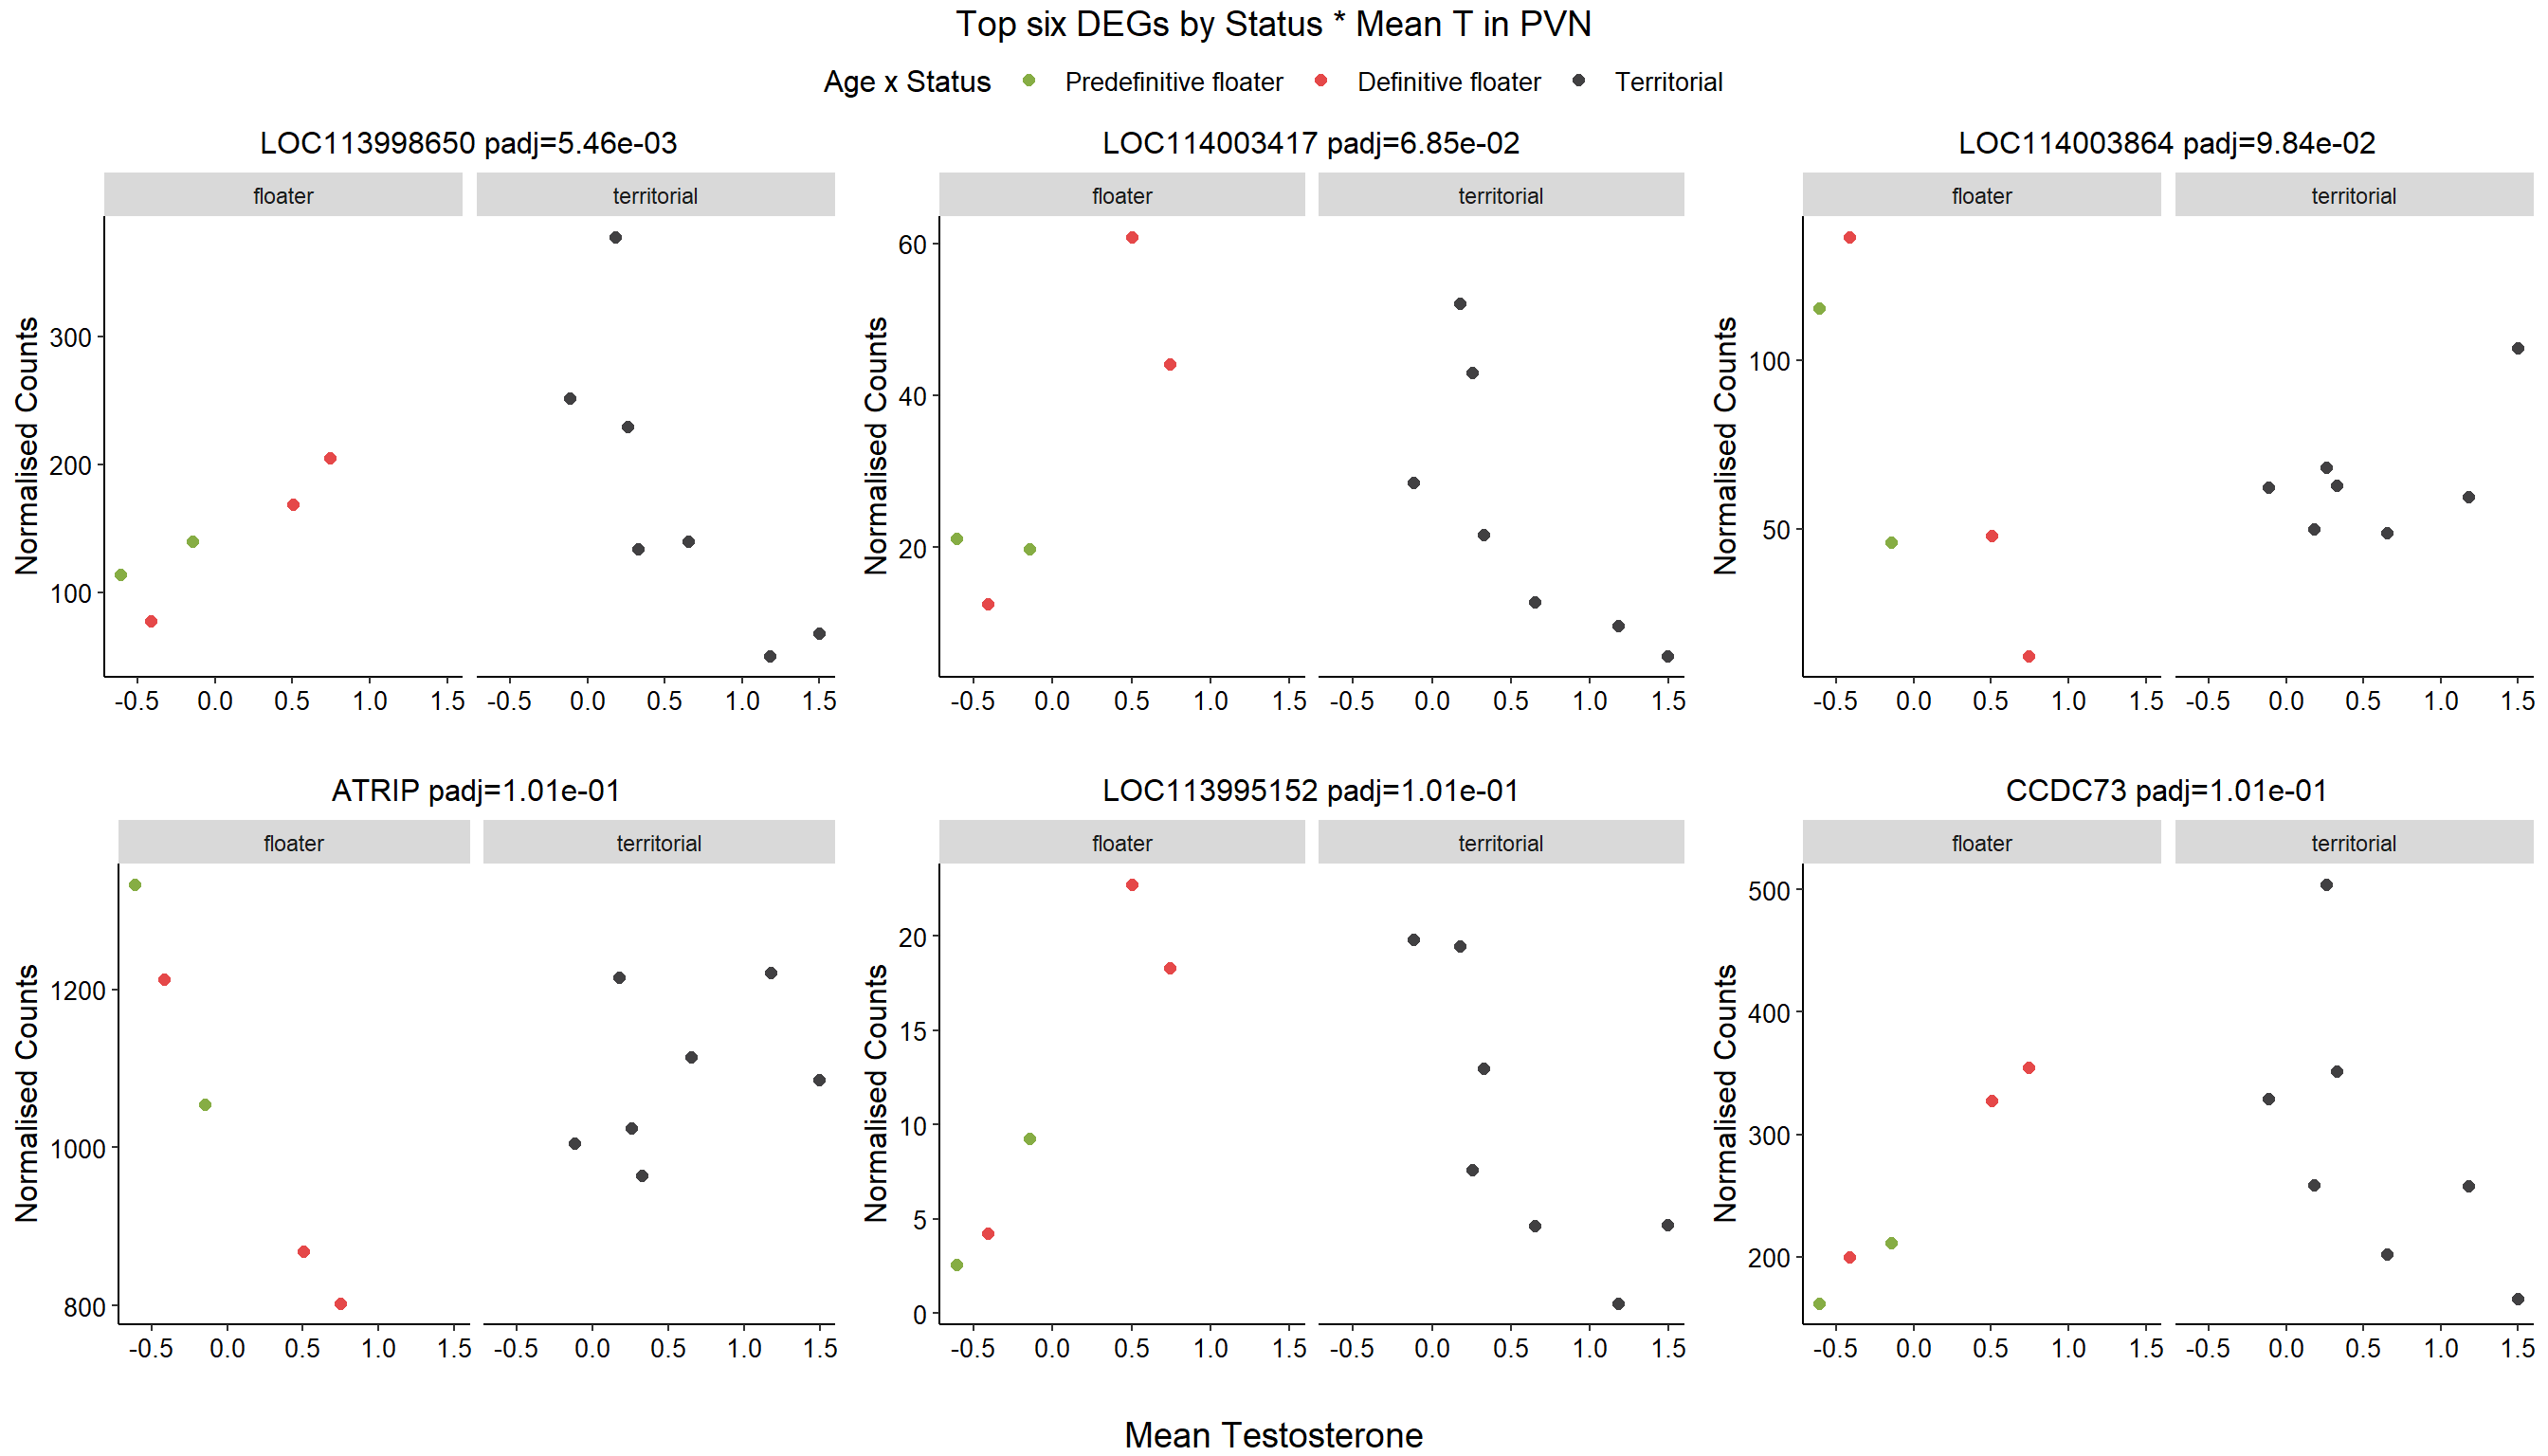 Top six DEGs by Status * Mean T in PVN
Age x Status Predefinitive floater Definitive floater Territorial
LOC113998650 padj=5.46e-03
floater territorial
Normalised Counts
300
200
100
-0.5 0.0 0.5 1.0 1.5 -0.5 0.0 0.5 1.0 1.5
LOC114003417 padj=6.85e-02
floater territorial
Normalised Counts
60
40
20
-0.5 0.0 0.5 1.0 1.5 -0.5 0.0 0.5 1.0 1.5
LOC114003864 padj=9.84e-02
floater territorial
Normalised Counts
100
50
-0.5 0.0 0.5 1.0 1.5 -0.5 0.0 0.5 1.0 1.5
ATRIP padj=1.01e-01
floater territorial
Normalised Counts
1200
1000
800
-0.5 0.0 0.5 1.0 1.5 -0.5 0.0 0.5 1.0 1.5
LOC113995152 padj=1.01e-01
floater territorial
Normalised Counts
20
15
10
5
0
-0.5 0.0 0.5 1.0 1.5 -0.5 0.0 0.5 1.0 1.5
CCDC73 padj=1.01e-01
floater territorial
Normalised Counts
500
400
300
200
-0.5 0.0 0.5 1.0 1.5 -0.5 0.0 0.5 1.0 1.5
Mean Testosterone